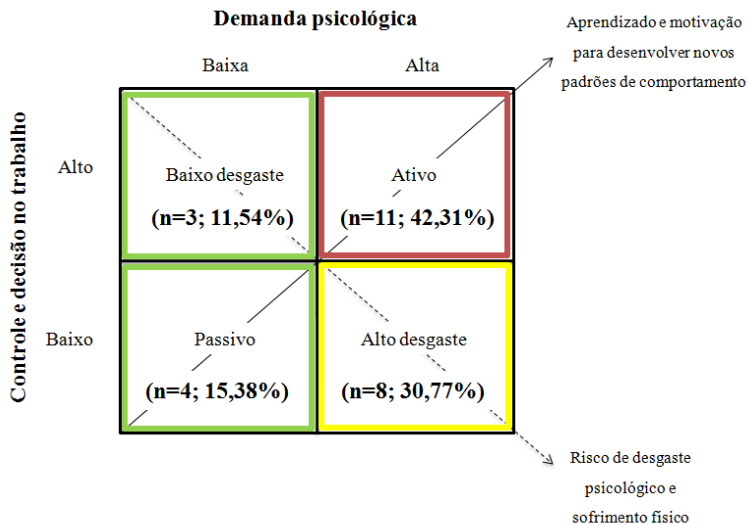 Demanda psicológica
Aprendizado e motivação
para desenvolver novos
padrões de comportamento
Baixa
Alta
Controle e decisão no trabalho
Alto
Baixo desgaste
(n=3; 11,54%)
Ativo
(n=11; 42,31%)
Baixo
Passivo
(n=4; 15,38%)
Alto desgaste
(n=8; 30,77%)
Risco de desgaste
psicológico e
sofrimento físico